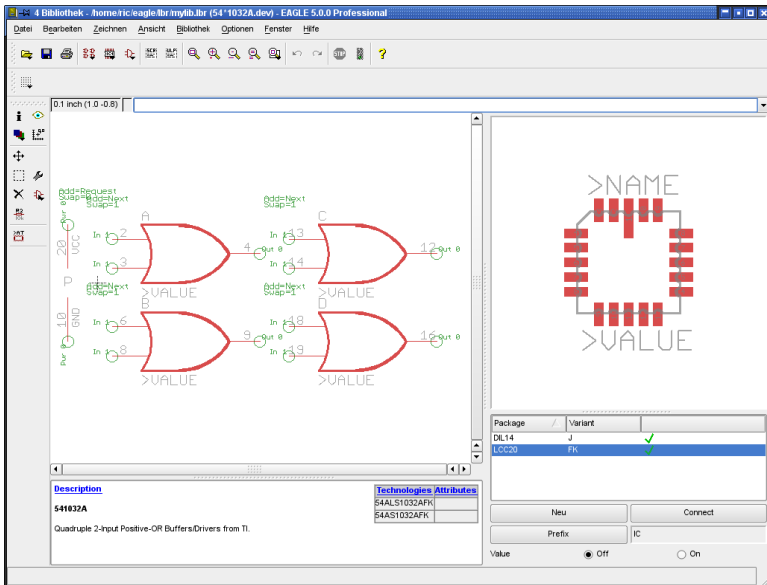 4 Bibliothek - /home/ric/eagle/lbr/mylib.lbr (54*1032A.dev) - EAGLE 5.0.0 Professional
Datei Bearbeiten Zeichnen Ansicht Bibliothek Optionen Fenster Hilfe
0.1 inch (1.0 -0.8)
Add=Request
Swap=0
Add=Next
Swap=1
Add=Next
Swap=1
Pwr 0
20
VCC
P
10
GND
Pwr 0
A
In 1 2
In 1 3
4 Out 0
>VALUE
C
In 1 13
In 1 14
12 Out 0
>VALUE
Add=Next
Swap=1
Add=Next
Swap=1
B
In 1 6
In 1 8
9 Out 0
>VALUE
D
In 1 18
In 1 19
16 Out 0
>VALUE
>NAME
>VALUE
Package Variant
DIL14 J
LCC20 FK
Description
541032A
Quadruple 2-Input Positive-OR Buffers/Drivers from TI.
Technologies Attributes
54ALS1032AFK
54AS1032AFK
Neu Connect
Prefix IC
Value Off On